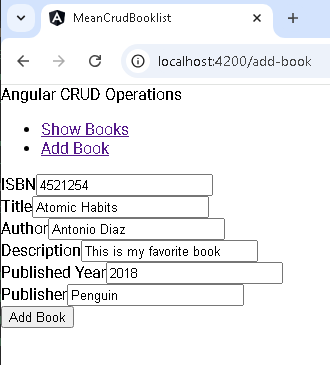 MeanCrudBooklist
localhost:4200/add-book
Angular CRUD Operations
Show Books
Add Book
ISBN 4521254
Title Atomic Habits
Author Antonio Diaz
Description This is my favorite book
Published Year 2018
Publisher Penguin
Add Book